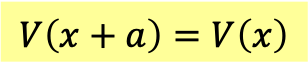 V(x + a) = V(x)